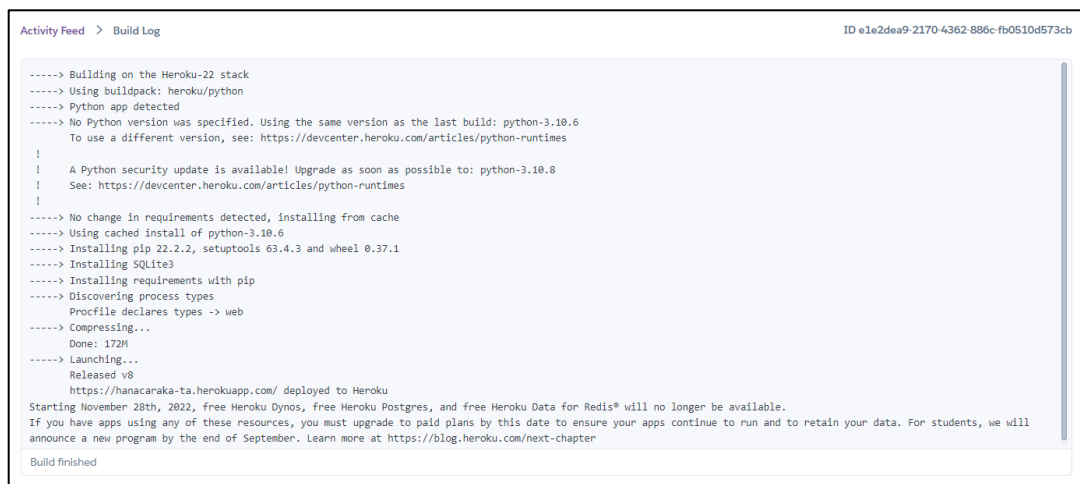 Activity Feed > Build Log
ID e1e2dea9-2170-4362-886c-fb0510d573cb
-----> Building on the Heroku-22 stack
-----> Using buildpack: heroku/python
-----> Python app detected
-----> No Python version was specified. Using the same version as the last build: python-3.10.6
To use a different version, see: https://devcenter.heroku.com/articles/python-runtimes
!
! A Python security update is available! Upgrade as soon as possible to: python-3.10.8
! See: https://devcenter.heroku.com/articles/python-runtimes
!
-----> No change in requirements detected, installing from cache
-----> Using cached install of python-3.10.6
-----> Installing pip 22.2.2, setuptools 63.4.3 and wheel 0.37.1
-----> Installing SQLite3
-----> Installing requirements with pip
-----> Discovering process types
Procfile declares types -> web
-----> Compressing...
Done: 172M
-----> Launching...
Released v8
https://hanacaraka-ta.herokuapp.com/ deployed to Heroku
Starting November 28th, 2022, free Heroku Dynos, free Heroku Postgres, and free Heroku Data for Redis® will no longer be available.
If you have apps using any of these resources, you must upgrade to paid plans by this date to ensure your apps continue to run and to retain your data. For students, we will
announce a new program by the end of September. Learn more at https://blog.heroku.com/next-chapter
Build finished